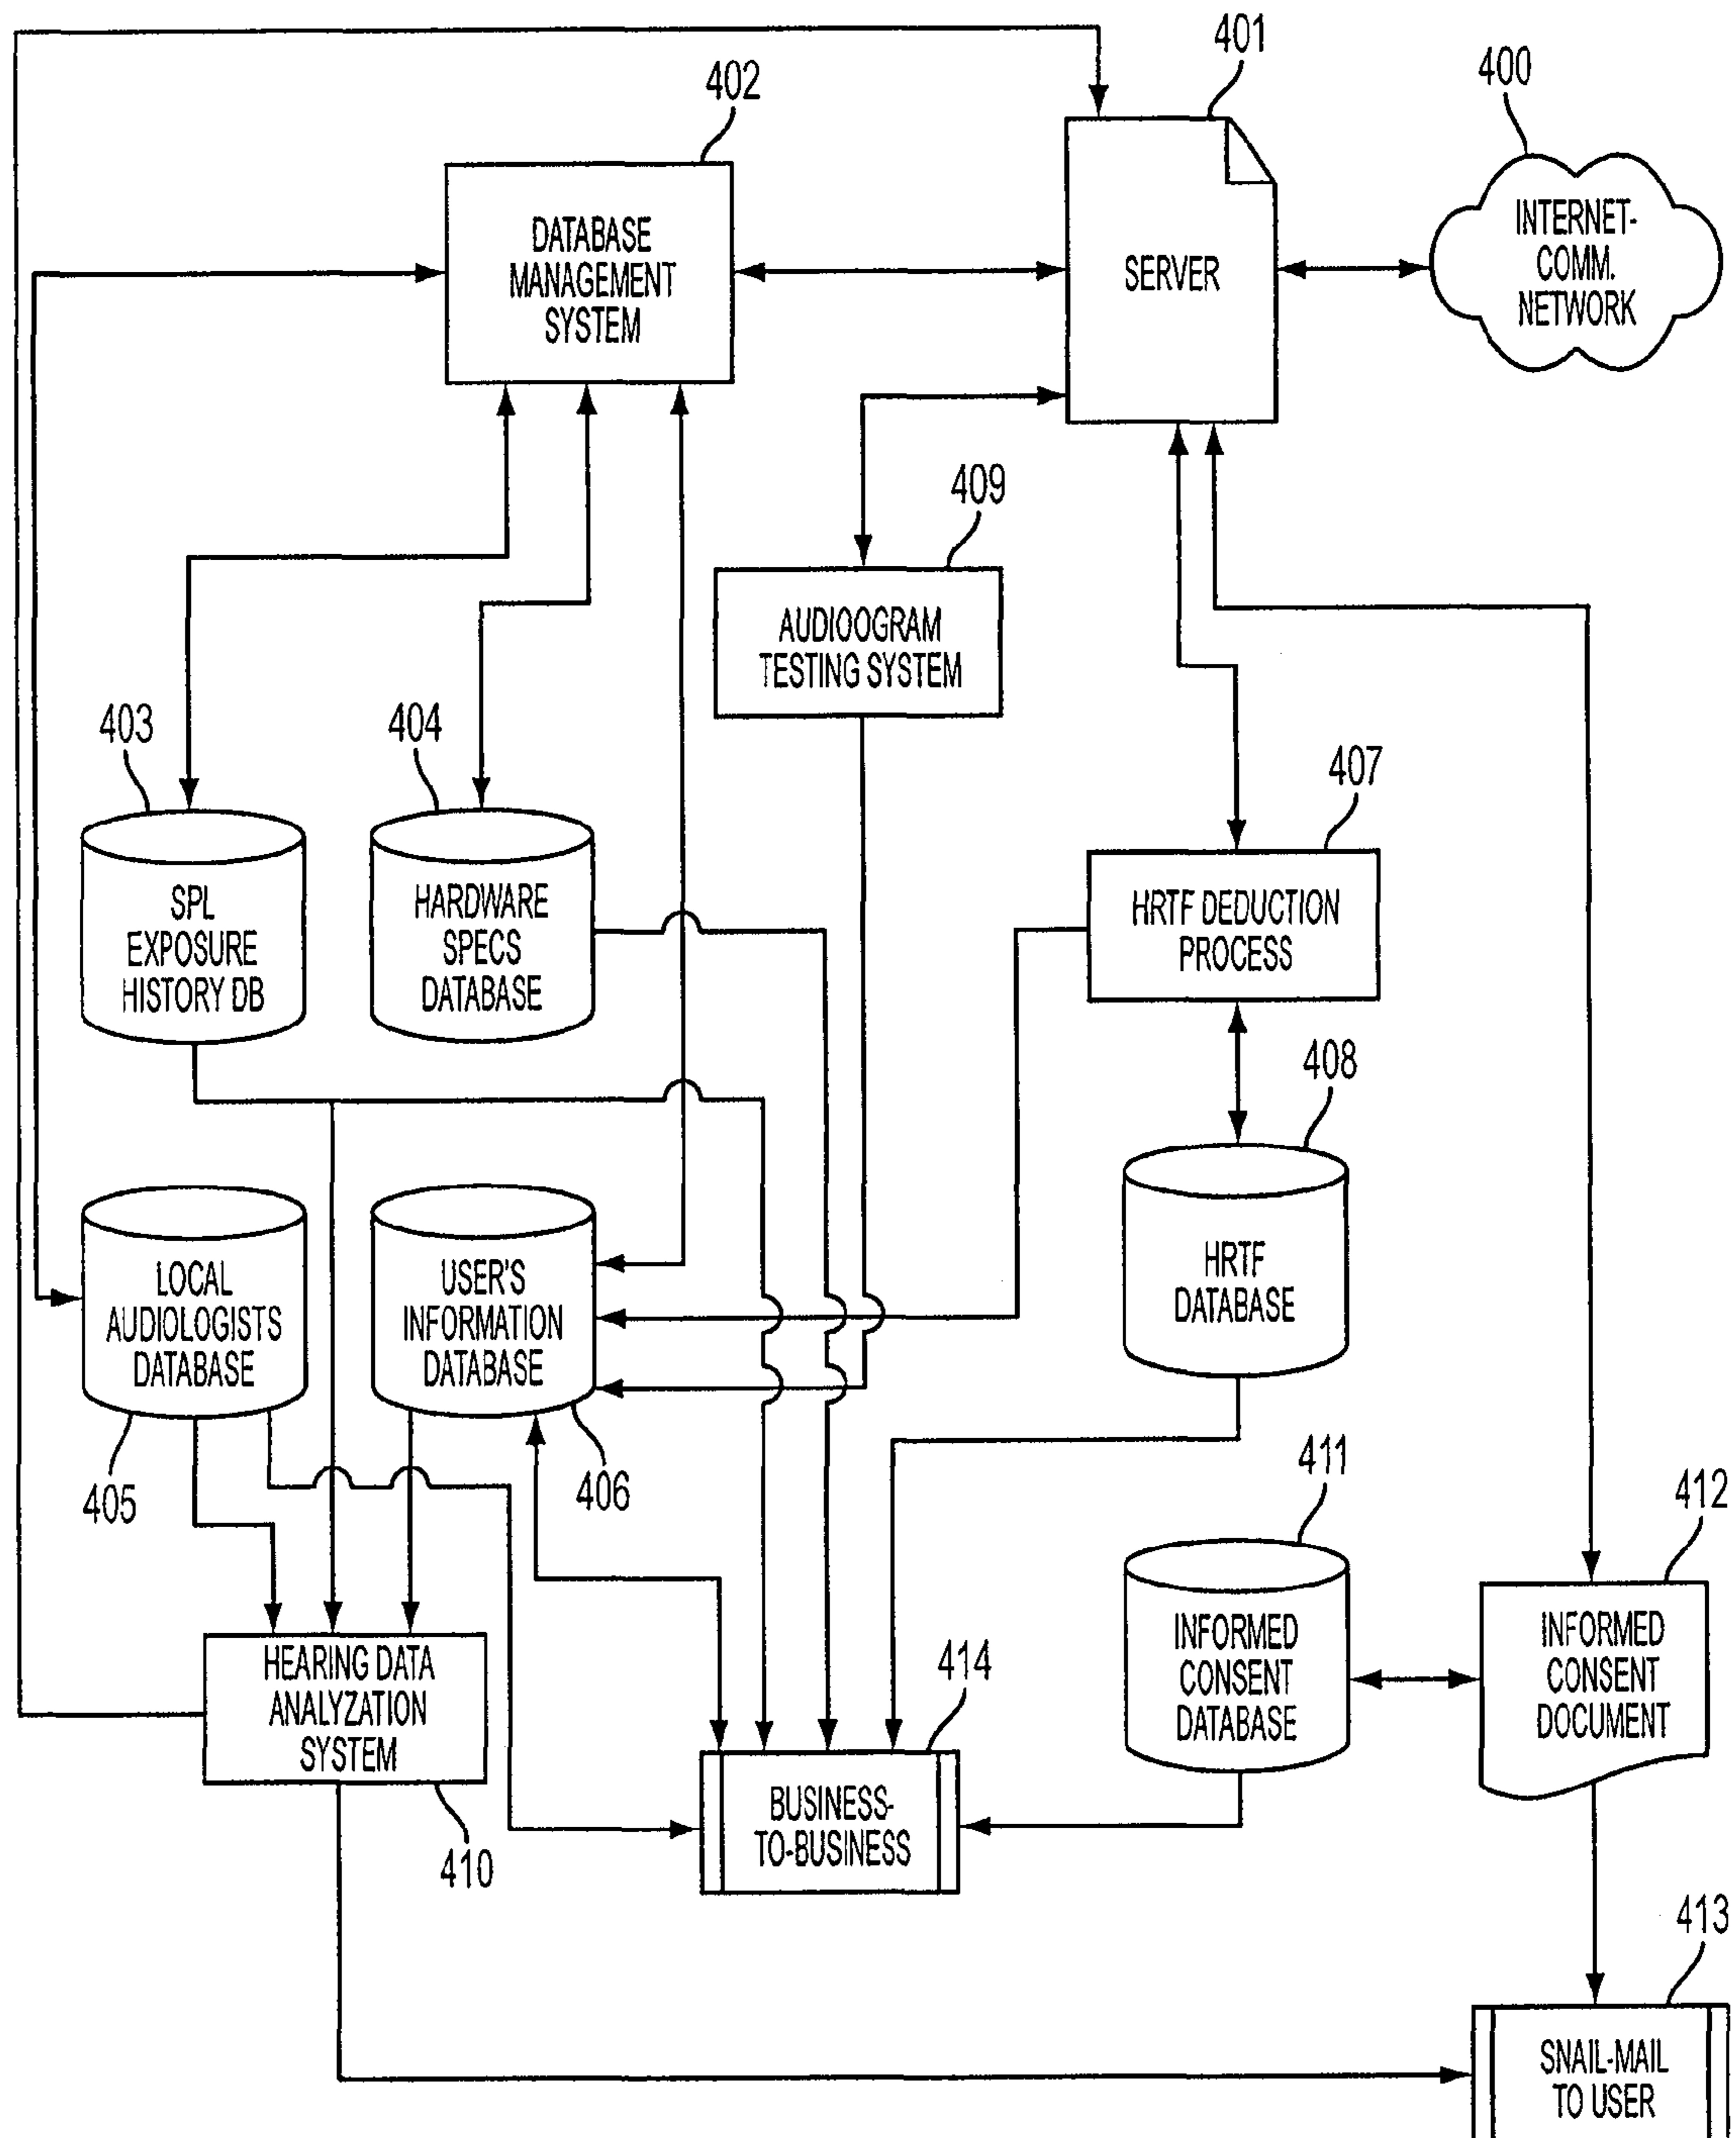 401
400
402
DATABASE
MANAGEMENT
SYSTEM
SERVER
INTERNET-
COMM.
NETWORK
409
AUDIOOGRAM
TESTING SYSTEM
403
404
407
SPL
EXPOSURE
HISTORY DB
HARDWARE
SPECS
DATABASE
HRTF DEDUCTION
PROCESS
408
LOCAL
AUDIOLOGISTS
DATABASE
USER'S
INFORMATION
DATABASE
HRTF
DATABASE
405
406
411
412
HEARING DATA
ANALYZATION
SYSTEM
410
414
BUSINESS-
TO-BUSINESS
INFORMED
CONSENT
DATABASE
INFORMED
CONSENT
DOCUMENT
413
SNAIL-MAIL
TO USER